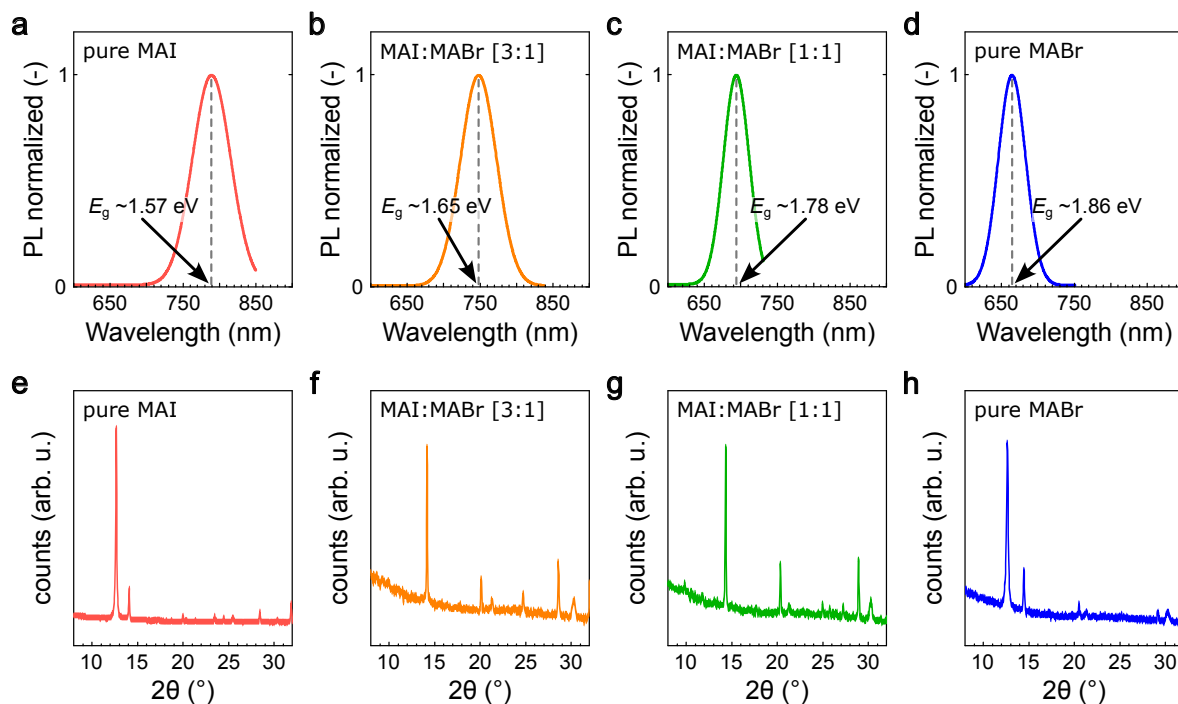 a
pure MAI
PL normalized (-)
1
0
E_g ~1.57 eV
650 750 850
Wavelength (nm)
b
MAI:MABr [3:1]
PL normalized (-)
1
0
E_g ~1.65 eV
650 750 850
Wavelength (nm)
c
MAI:MABr [1:1]
PL normalized (-)
1
0
E_g ~1.78 eV
650 750 850
Wavelength (nm)
d
pure MABr
PL normalized (-)
1
0
E_g ~1.86 eV
650 750 850
Wavelength (nm)
e
pure MAI
counts (arb. u.)
10 15 20 25 30
2θ (°)
f
MAI:MABr [3:1]
counts (arb. u.)
10 15 20 25 30
2θ (°)
g
MAI:MABr [1:1]
counts (arb. u.)
10 15 20 25 30
2θ (°)
h
pure MABr
counts (arb. u.)
10 15 20 25 30
2θ (°)